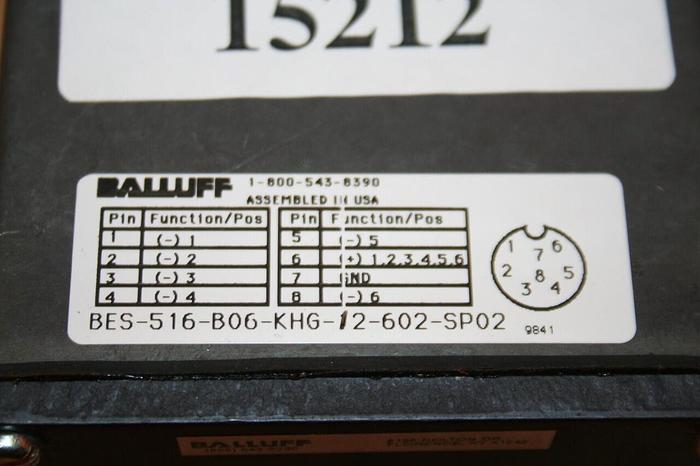 15212
BALLUFF 1-800-543-8390
ASSEMBLED IN USA
Pin Function/Pos Pin Function/Pos
1 (-) 1 5 (-) 5
2 (-) 2 6 (+) 1,2,3,4,5,6
3 (-) 3 7 GND
4 (-) 4 8 (-) 6
1 6
7
2 8 5
3 4
BES-516-B06-KHG-12-602-SP02 9841
BALLUFF